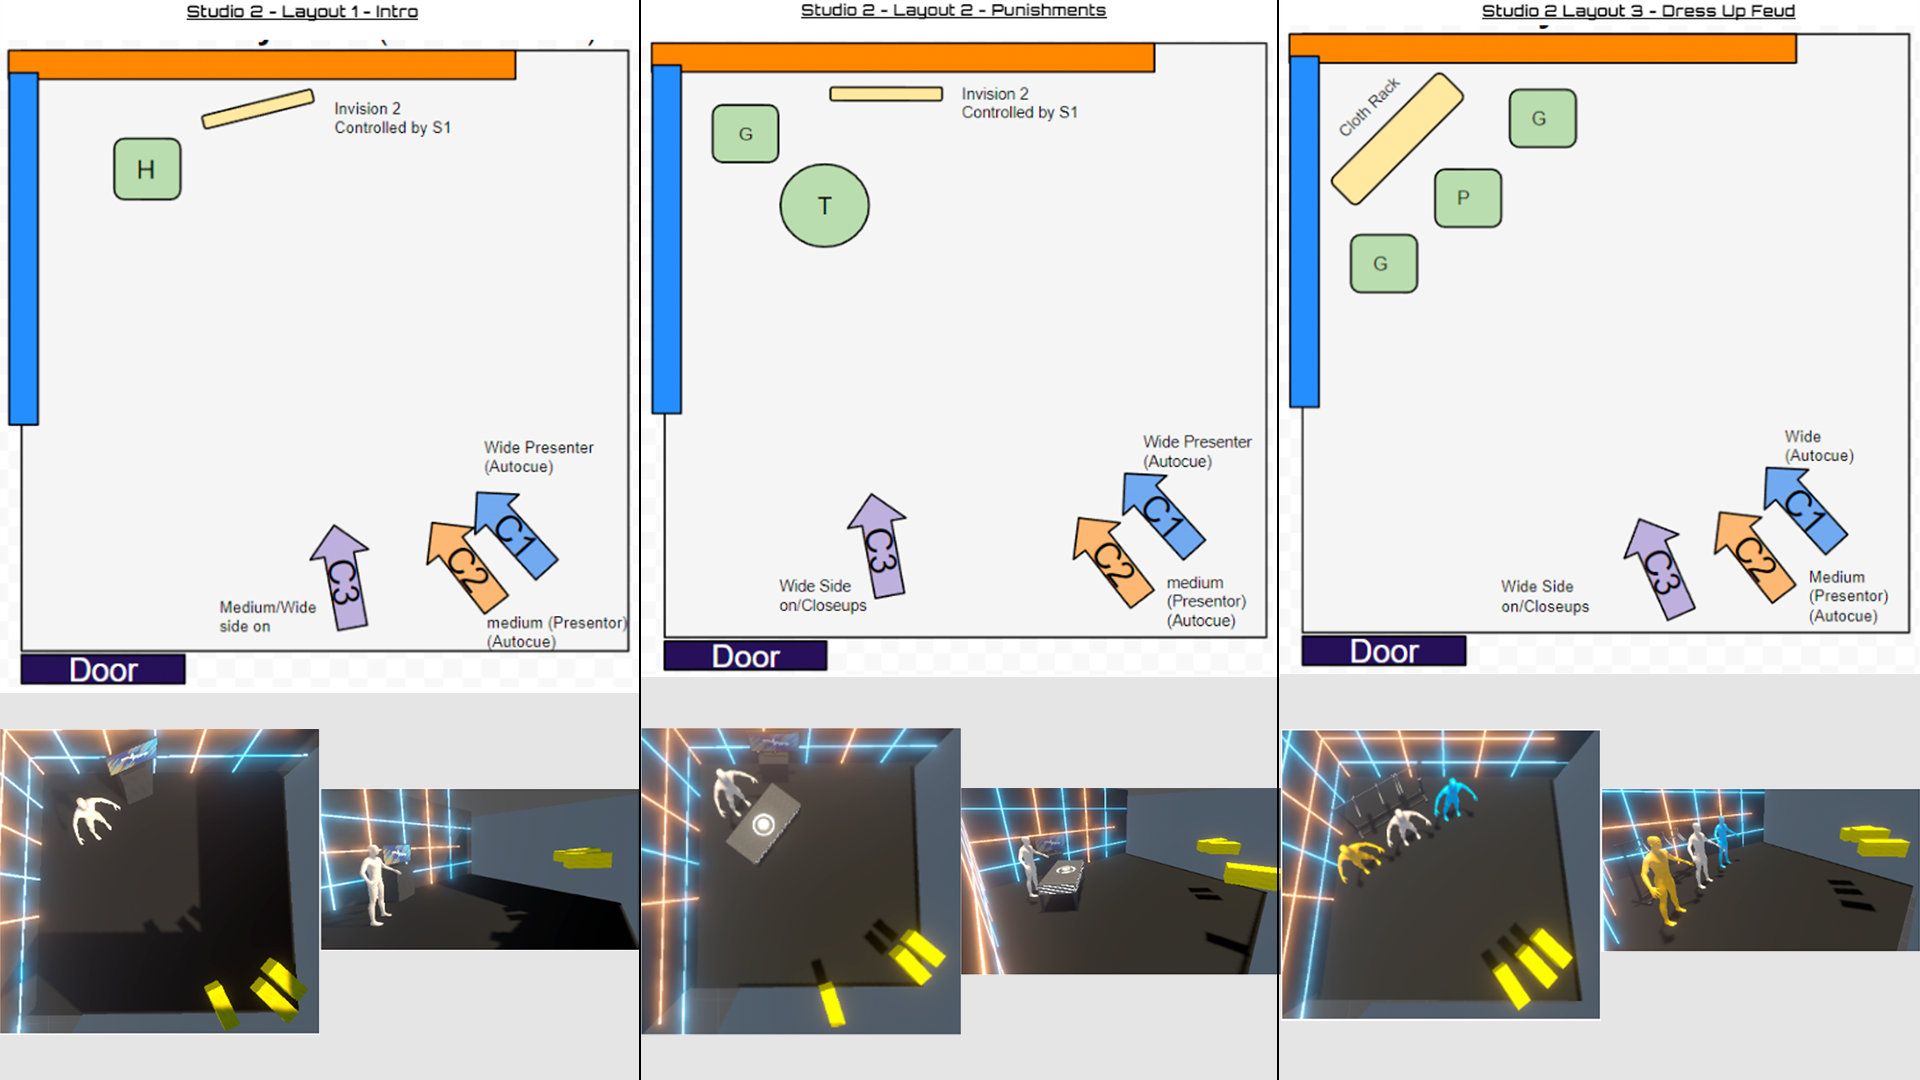 Studio 2 - Layout 1 - Intro
Invision 2
Controlled by S1
H
Wide Presenter
(Autocue)
C1
C2
C3
Medium/Wide
side on
medium (Presentor)
(Autocue)
Door
Studio 2 - Layout 2 - Punishments
Invision 2
Controlled by S1
G
T
Wide Presenter
(Autocue)
C1
C2
C3
Wide Side
on/Closeups
medium
(Presentor)
(Autocue)
Door
Studio 2 Layout 3 - Dress Up Feud
Cloth Rack
G
P
G
Wide
(Autocue)
C1
C2
C3
Wide Side
on/Closeups
Medium
(Presentor)
(Autocue)
Door